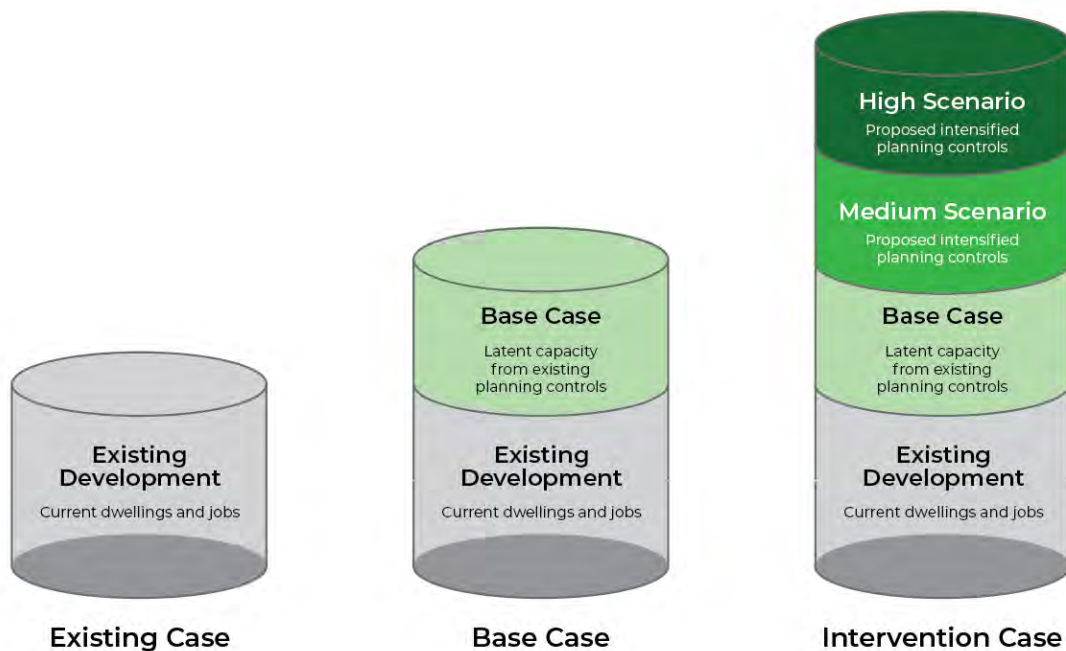 Existing
Development
Current dwellings and jobs
Existing Case
Base Case
Latent capacity
from existing
planning controls
Existing
Development
Current dwellings and jobs
Base Case
High Scenario
Proposed intensified
planning controls
Medium Scenario
Proposed intensified
planning controls
Base Case
Latent capacity
from existing
planning controls
Existing
Development
Current dwellings and jobs
Intervention Case